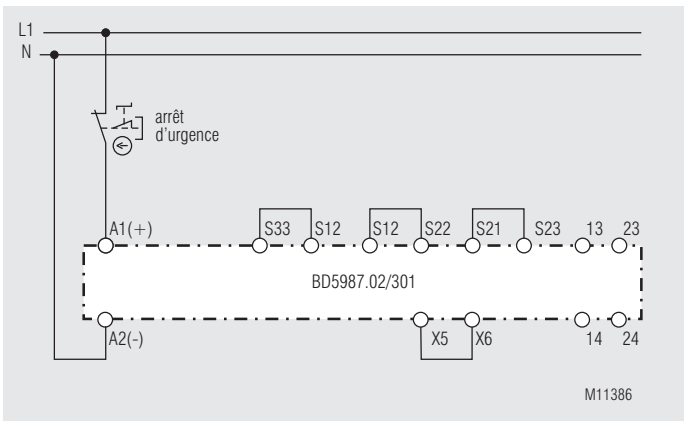 L1
N
arrêt
d'urgence
A1(+)
S33
S12
S12
S22
S21
S23
13
23
BD5987.02/301
A2(-)
X5
X6
14
24
M11386